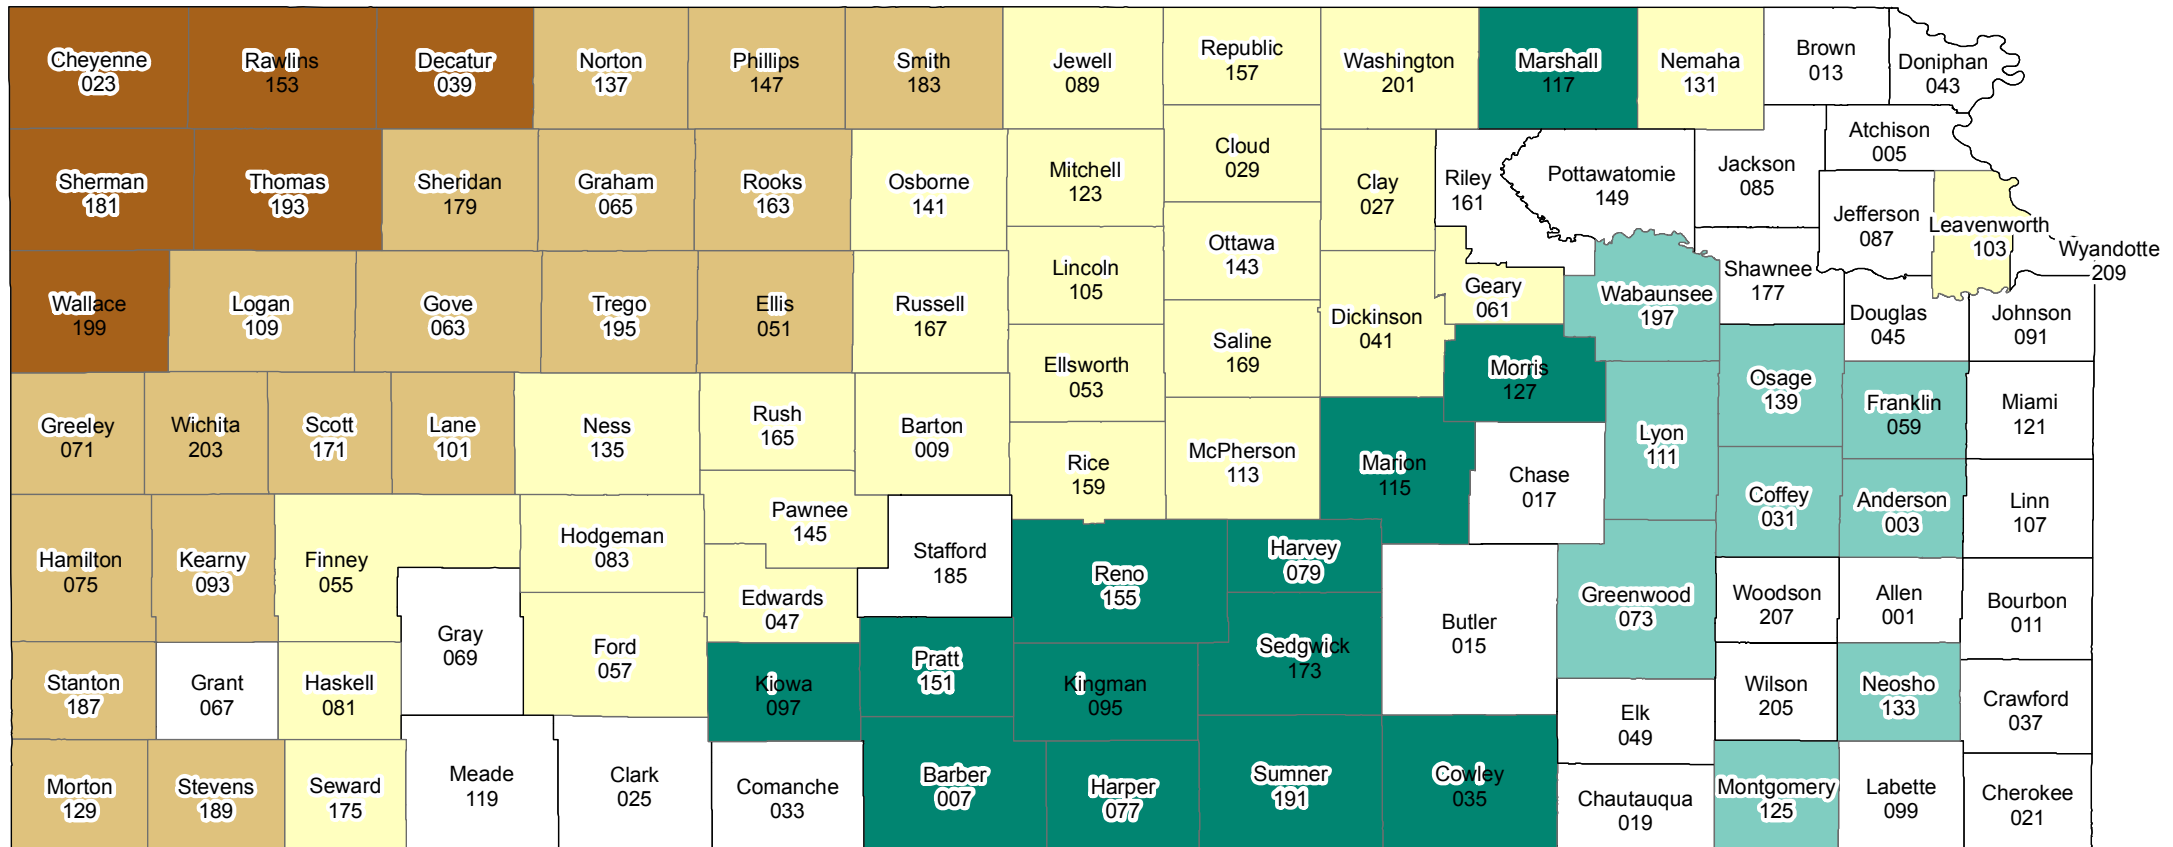 Cheyenne
023
Rawlins
153
Decatur
039
Norton
137
Phillips
147
Smith
183
Jewell
089
Republic
157
Washington
201
Marshall
117
Nemaha
131
Brown
013
Doniphan
043
Sherman
181
Thomas
193
Sheridan
179
Graham
065
Rooks
163
Osborne
141
Mitchell
123
Cloud
029
Clay
027
Riley
161
Pottawatomie
149
Jackson
085
Atchison
005
Jefferson
087
Leavenworth
103
Wyandotte
209
Wallace
199
Logan
109
Gove
063
Trego
195
Ellis
051
Russell
167
Lincoln
105
Ottawa
143
Dickinson
041
Geary
061
Wabaunsee
197
Shawnee
177
Douglas
045
Johnson
091
Ellsworth
053
Saline
169
Morris
127
Osage
139
Franklin
059
Miami
121
Greeley
071
Wichita
203
Scott
171
Lane
101
Ness
135
Rush
165
Barton
009
Rice
159
McPherson
113
Marion
115
Chase
017
Lyon
111
Coffey
031
Anderson
003
Linn
107
Hamilton
075
Kearny
093
Finney
055
Hodgeman
083
Pawnee
145
Stafford
185
Edwards
047
Reno
155
Harvey
079
Greenwood
073
Woodson
207
Allen
001
Bourbon
011
Gray
069
Ford
057
Butler
015
Sedgwick
173
Stanton
187
Grant
067
Haskell
081
Kiowa
097
Pratt
151
Kingman
095
Elk
049
Wilson
205
Neosho
133
Crawford
037
Morton
129
Stevens
189
Seward
175
Meade
119
Clark
025
Comanche
033
Barber
007
Harper
077
Sumner
191
Cowley
035
Chautauqua
019
Montgomery
125
Labette
099
Cherokee
021